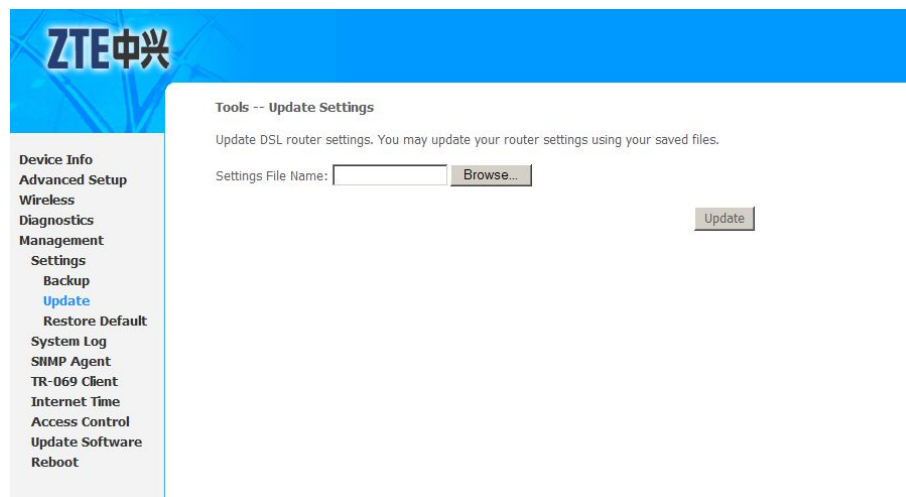 ZTE中兴
Tools -- Update Settings
Update DSL router settings. You may update your router settings using your saved files.
Settings File Name: Browse...
Update
Device Info
Advanced Setup
Wireless
Diagnostics
Management
Settings
Backup
Update
Restore Default
System Log
SNMP Agent
TR-069 Client
Internet Time
Access Control
Update Software
Reboot